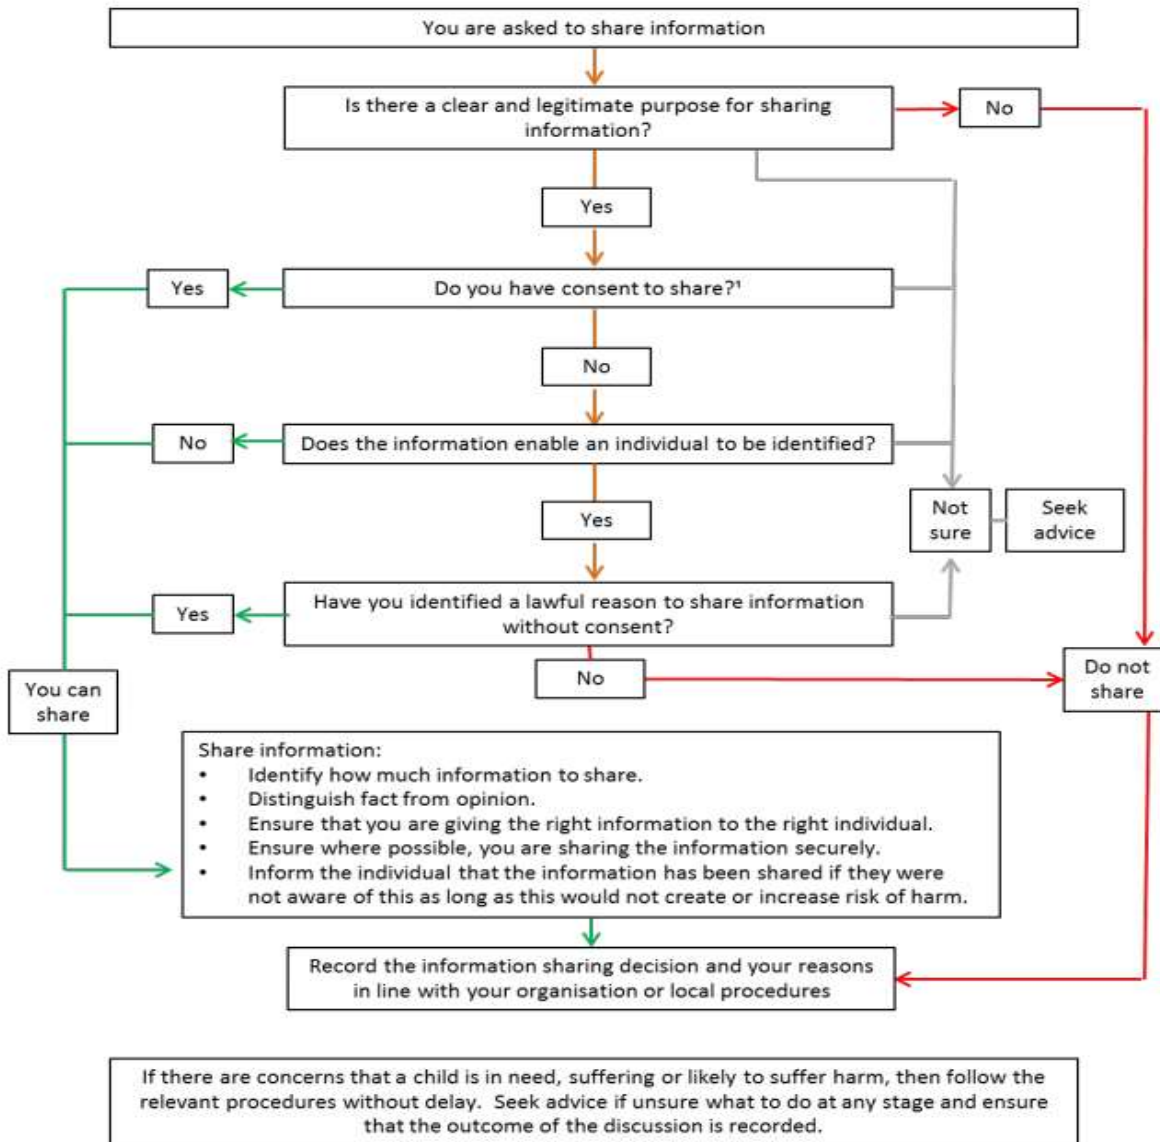 You are asked to share information
Is there a clear and legitimate purpose for sharing
information?
No
Yes
Yes
Do you have consent to share?¹
No
No
Does the information enable an individual to be identified?
Yes
Not
sure
Seek
advice
Yes
Have you identified a lawful reason to share information
without consent?
No
Do not
share
You can
share
Share information:
• Identify how much information to share.
• Distinguish fact from opinion.
• Ensure that you are giving the right information to the right individual.
• Ensure where possible, you are sharing the information securely.
• Inform the individual that the information has been shared if they were
not aware of this as long as this would not create or increase risk of harm.
Record the information sharing decision and your reasons
in line with your organisation or local procedures
If there are concerns that a child is in need, suffering or likely to suffer harm, then follow the
relevant procedures without delay. Seek advice if unsure what to do at any stage and ensure
that the outcome of the discussion is recorded.